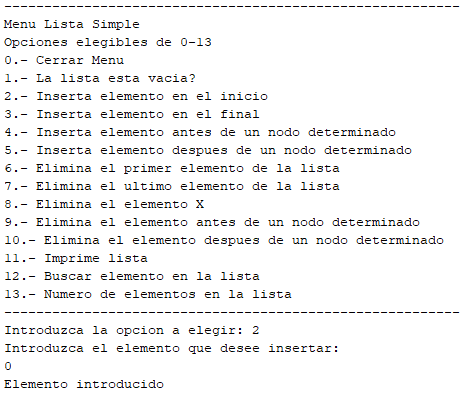 ---------------------------------------------------------
Menu Lista Simple
Opciones elegibles de 0-13
0.- Cerrar Menu
1.- La lista esta vacia?
2.- Inserta elemento en el inicio
3.- Inserta elemento en el final
4.- Inserta elemento antes de un nodo determinado
5.- Inserta elemento despues de un nodo determinado
6.- Elimina el primer elemento de la lista
7.- Elimina el ultimo elemento de la lista
8.- Elimina el elemento X
9.- Elimina el elemento antes de un nodo determinado
10.- Elimina el elemento despues de un nodo determinado
11.- Imprime lista
12.- Buscar elemento en la lista
13.- Numero de elementos en la lista
---------------------------------------------------------
Introduzca la opcion a elegir: 2
Introduzca el elemento que desee insertar:
0
Elemento introducido